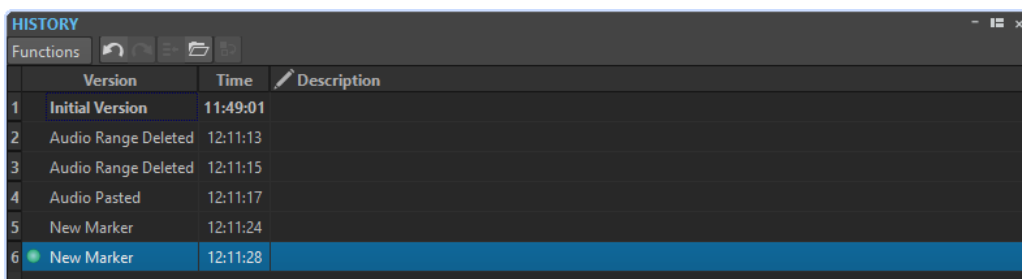 HISTORY
Functions
Version Time Description
1 Initial Version 11:49:01
2 Audio Range Deleted 12:11:13
3 Audio Range Deleted 12:11:15
4 Audio Pasted 12:11:17
5 New Marker 12:11:24
6 New Marker 12:11:28